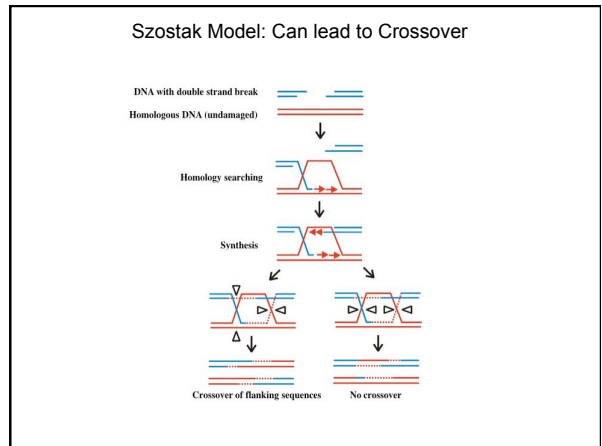 Szostak Model: Can lead to Crossover
DNA with double strand break
Homologous DNA (undamaged)
Homology searching
Synthesis
Crossover of flanking sequences
No crossover